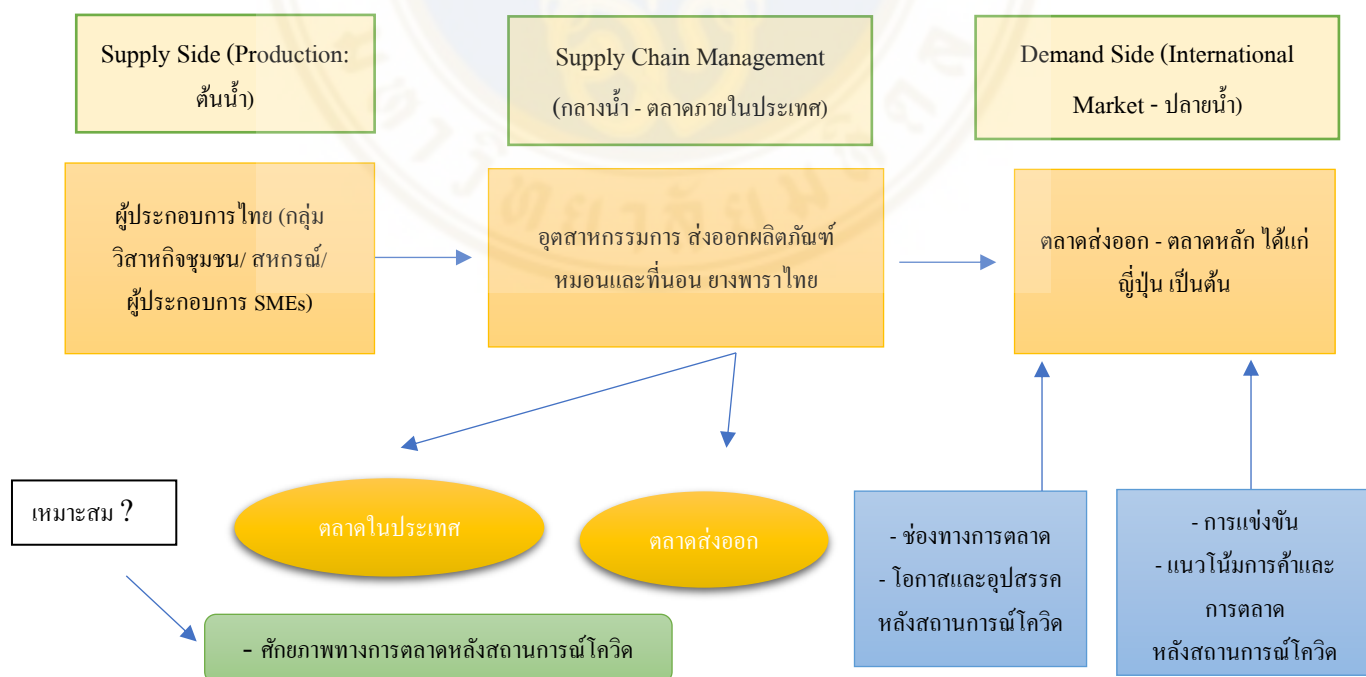 Supply Side (Production:
ต้นน้ำ)
Supply Chain Management
(กลางน้ำ - ตลาดภายในประเทศ)
Demand Side (International
Market - ปลายน้ำ)
ผู้ประกอบการไทย (กลุ่ม
วิสาหกิจชุมชน/ สหกรณ์/
ผู้ประกอบการ SMEs)
อุตสาหกรรมการ ส่งออกผลิตภัณฑ์
หมอนและที่นอน ยางพาราไทย
ตลาดส่งออก - ตลาดหลัก ได้แก่
ญี่ปุ่น เป็นต้น
เหมาะสม ?
ตลาดในประเทศ
ตลาดส่งออก
- ช่องทางการตลาด
- โอกาสและอุปสรรค
หลังสถานการณ์โควิด
- การแข่งขัน
- แนวโน้มการค้าและ
การตลาด
หลังสถานการณ์โควิด
- ศักยภาพทางการตลาดหลังสถานการณ์โควิด